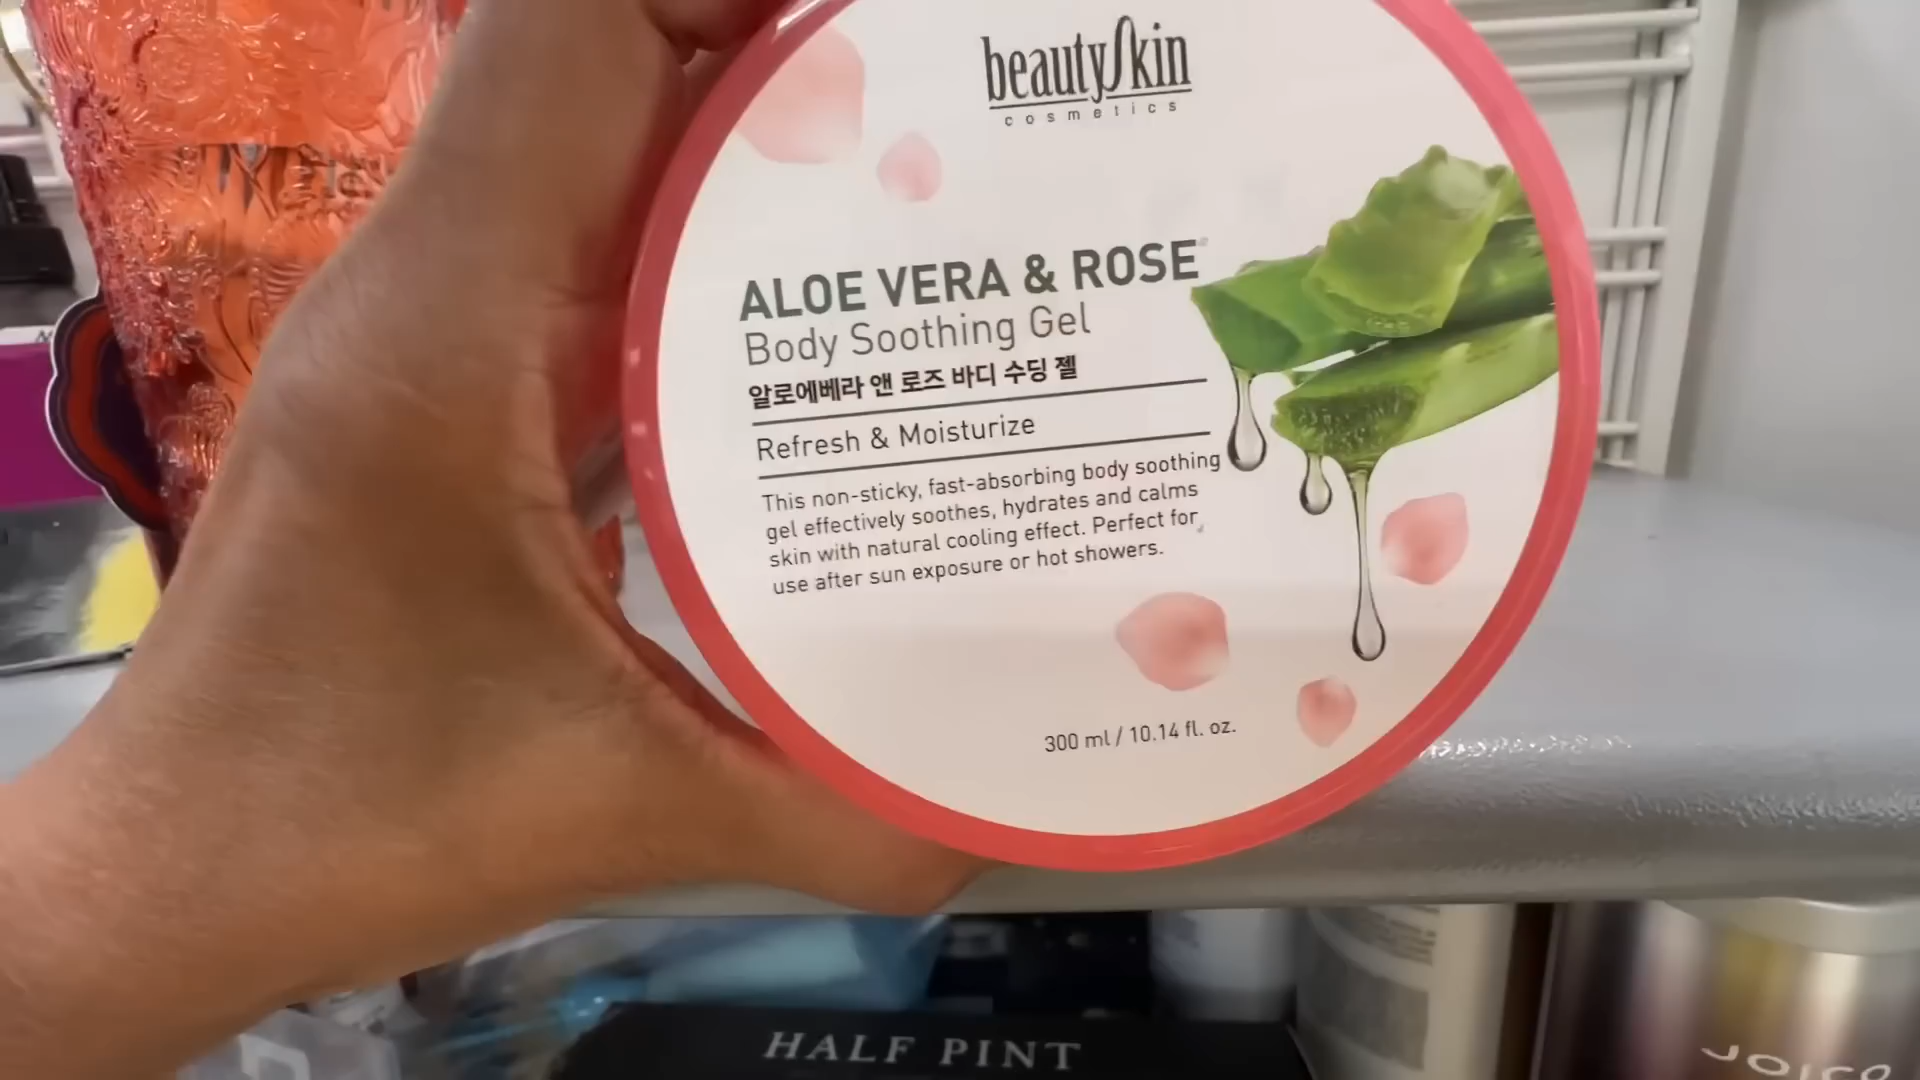 beautySkin
cosmetics
ALOE VERA & ROSE
Body Soothing Gel
알로에베라 앤 로즈 바디 수딩 젤
Refresh & Moisturize
This non-sticky, fast-absorbing body soothing
gel effectively soothes, hydrates and calms
skin with natural cooling effect. Perfect for
use after sun exposure or hot showers.
300 ml / 10.14 fl. oz.
HALF PINT
JOICO